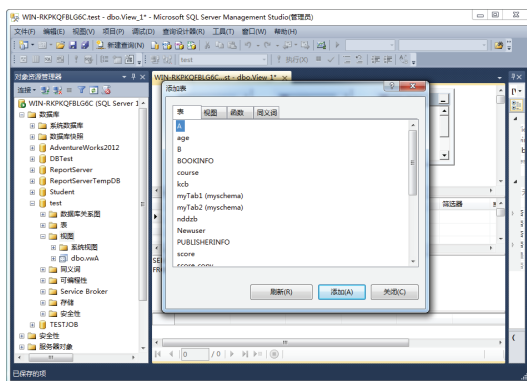 WIN-RKPKQFBLG6C.test - dbo.View_1* - Microsoft SQL Server Management Studio(管理员)
文件(F) 编辑(E) 视图(V) 项目(P) 调试(D) 查询设计器(R) 工具(T) 窗口(W) 帮助(H)
新建查询(N)
test
执行(X)
对象资源管理器
WIN-RKPKQFBLG6C...st - dbo.View_1*
连接
WIN-RKPKQFBLG6C (SQL Server 1
数据库
系统数据库
数据库快照
AdventureWorks2012
DBTest
ReportServer
ReportServerTempDB
Student
test
数据库关系图
表
视图
系统视图
dbo.vwA
同义词
可编程性
Service Broker
存储
安全性
TESTJOB
安全性
服务器对象
添加表
表 视图 函数 同义词
A
age
B
BOOKINFO
course
kcb
myTab1 (myschema)
myTab2 (myschema)
nddzb
Newuser
PUBLISHERINFO
score
score_copy
刷新(R) 添加(A) 关闭(C)
筛选器
0 / 0
已保存的项